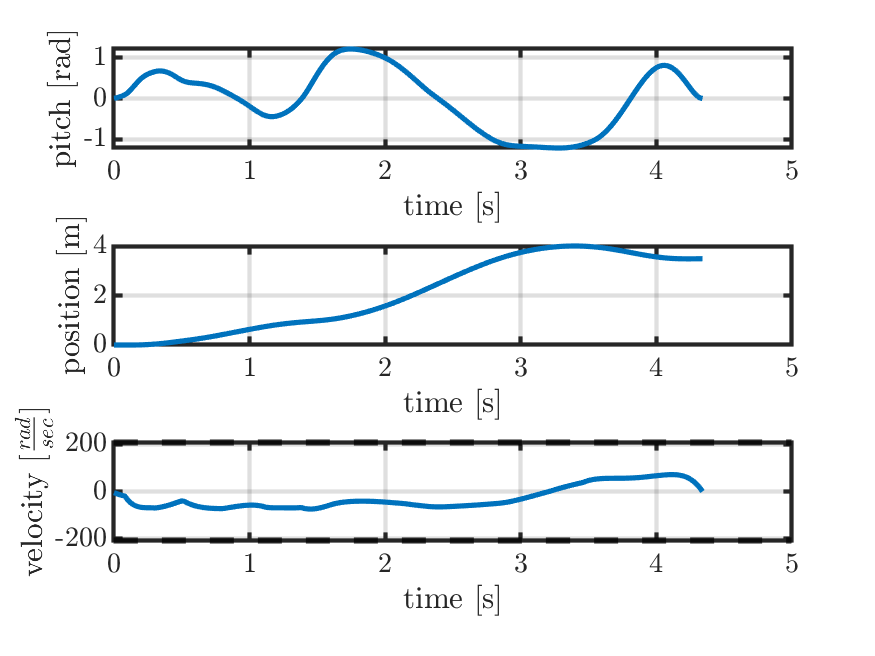 pitch [rad]
1
0
-1
0 1 2 3 4 5
time [s]
position [m]
4
2
0
0 1 2 3 4 5
time [s]
velocity [rad/sec]
200
0
-200
0 1 2 3 4 5
time [s]